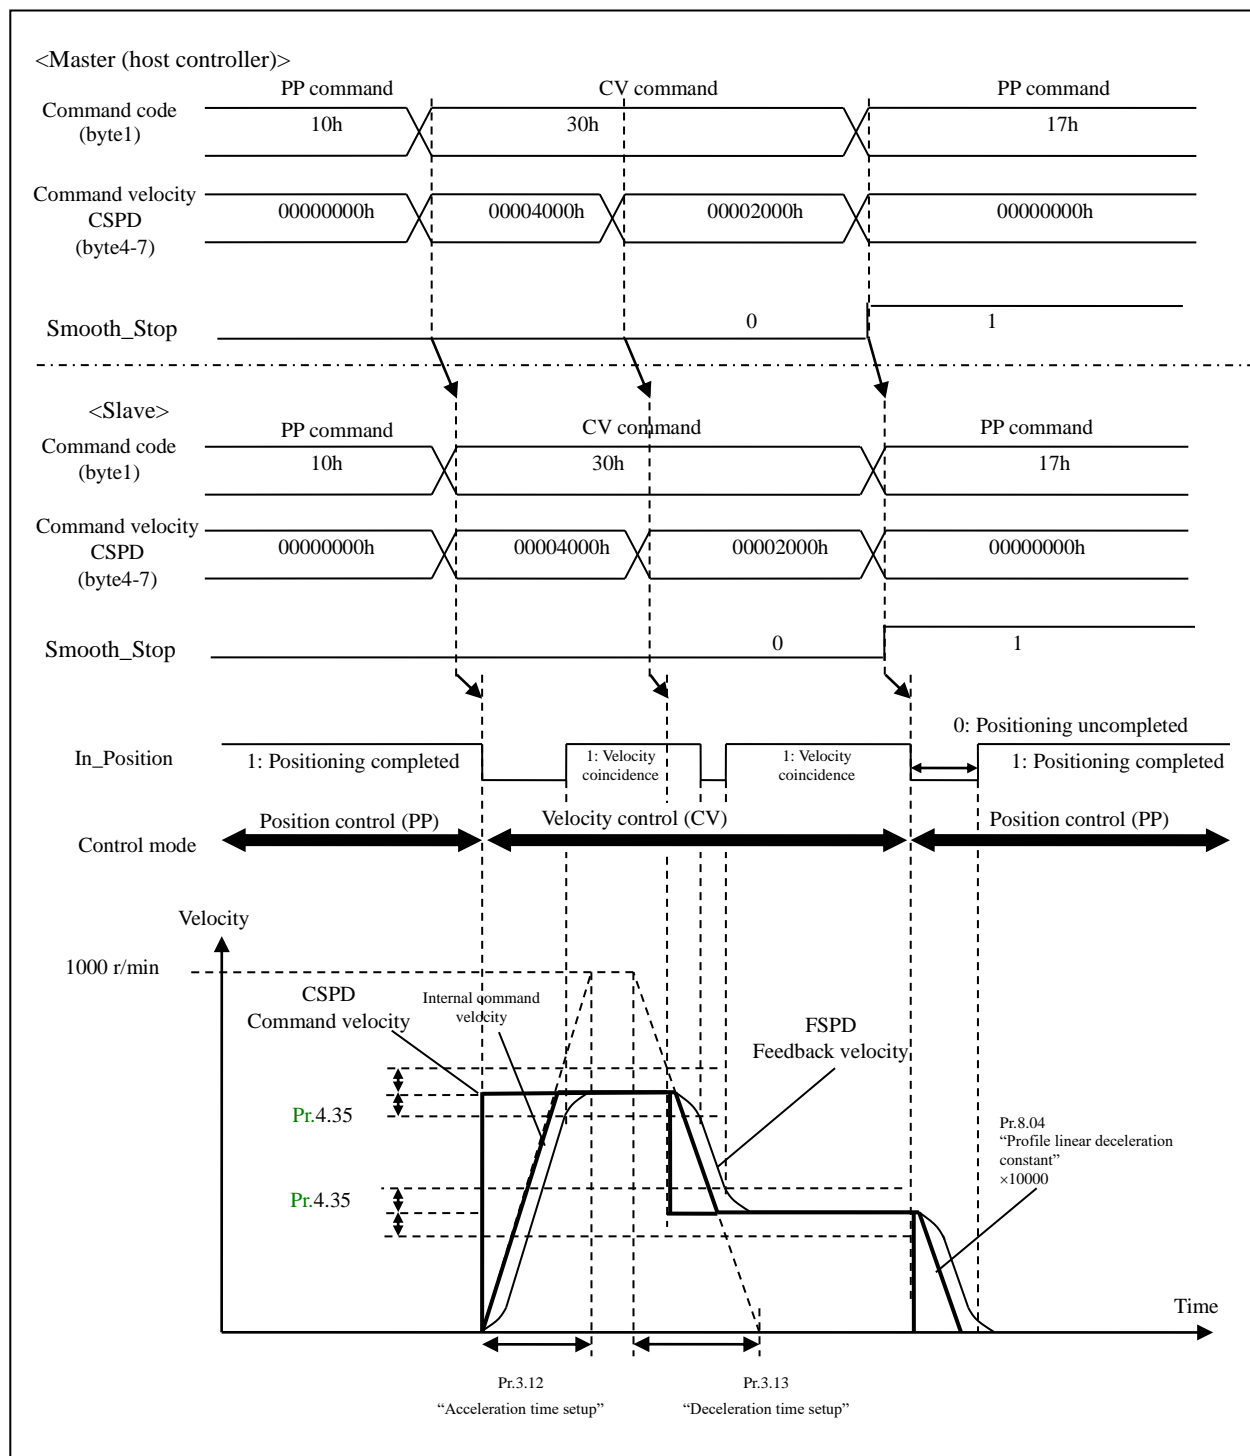 <Master (host controller)>
PP command
CV command
PP command
Command code
(byte1)
10h
30h
17h
Command velocity
CSPD
(byte4-7)
00000000h
00004000h
00002000h
00000000h
Smooth_Stop
0
1
<Slave>
PP command
CV command
PP command
Command code
(byte1)
10h
30h
17h
Command velocity
CSPD
(byte4-7)
00000000h
00004000h
00002000h
00000000h
Smooth_Stop
0
1
0: Positioning uncompleted
In_Position
1: Positioning completed
1: Velocity
coincidence
1: Velocity
coincidence
1: Positioning completed
Control mode
Position control (PP)
Velocity control (CV)
Position control (PP)
Velocity
1000 r/min
CSPD
Command velocity
Internal command
velocity
FSPD
Feedback velocity
Pr.4.35
Pr.4.35
Pr.8.04
“Profile linear deceleration
constant”
×10000
Time
Pr.3.12
“Acceleration time setup”
Pr.3.13
“Deceleration time setup”